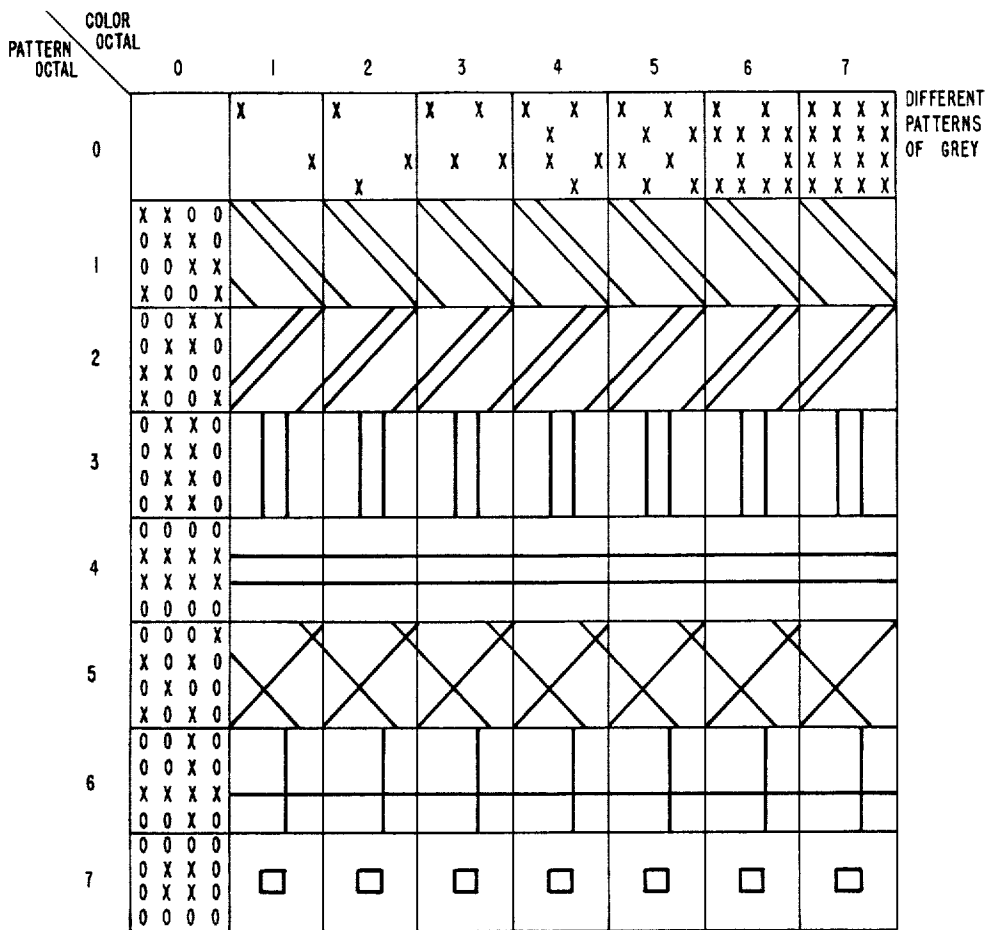 COLOR
OCTAL
PATTERN
OCTAL
0 1 2 3 4 5 6 7
X X X X X X X X X X X X X X DIFFERENT
X X X X X X X X X X X PATTERNS
0 X X X X X X X X X X X X X X OF GREY
X X X X X X X X X X X X
X X 0 0
0 X X 0
1
0 0 X X
X 0 0 X
0 0 X X
0 X X 0
2
X X 0 0
X 0 0 X
0 X X 0
0 X X 0
3
0 X X 0
0 X X 0
0 0 0 0
X X X X
4
X X X X
0 0 0 0
0 0 0 X
X 0 X 0
5
0 X 0 0
X 0 X 0
0 0 X 0
0 0 X 0
6
X X X X
0 0 X 0
0 0 0 0
0 X X 0
7
0 X X 0
0 0 0 0